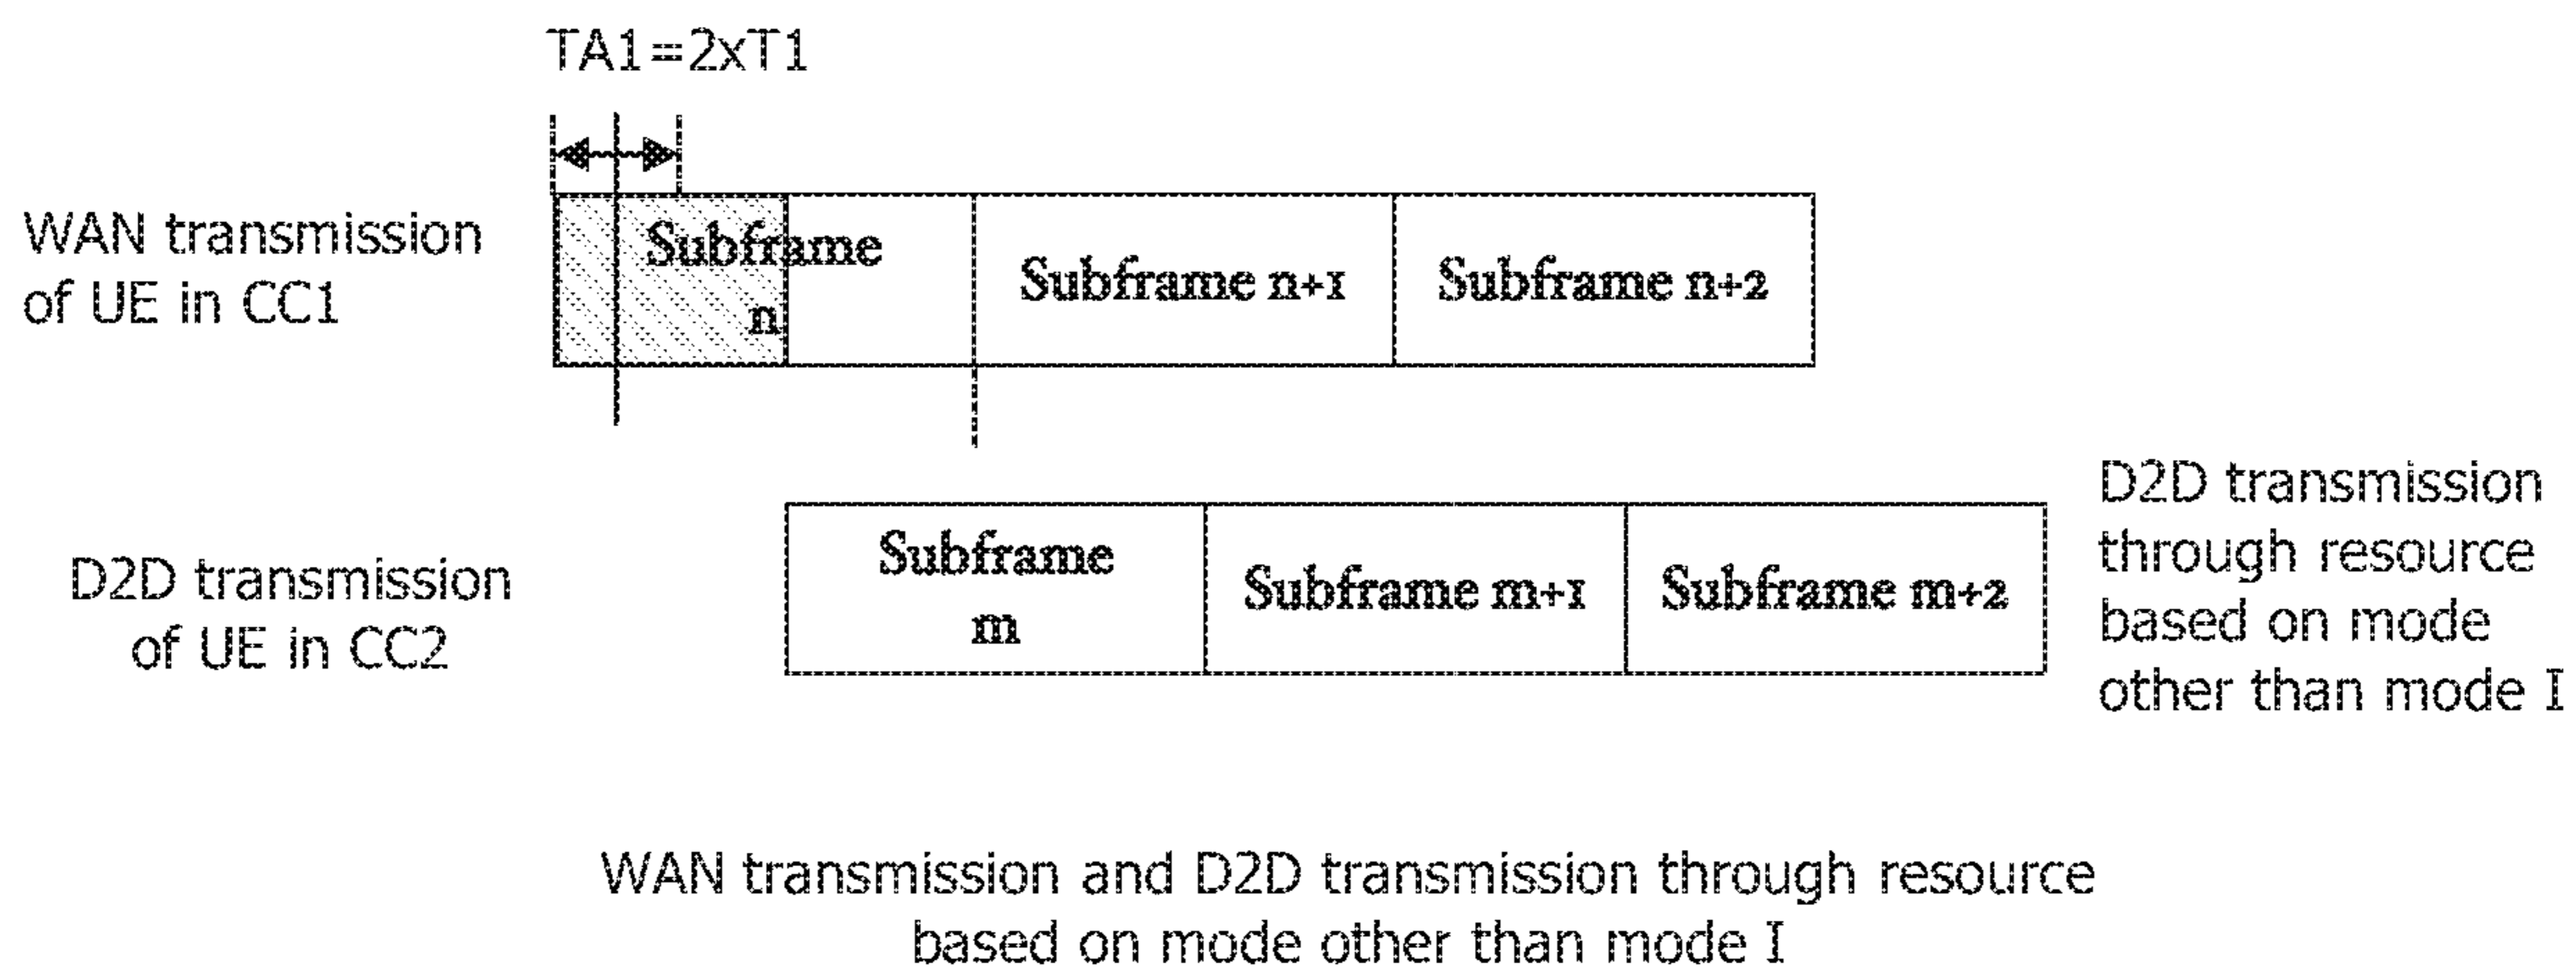 TA1=2xT1
WAN transmission
of UE in CC1
Subframe
n
Subframe n+1
Subframe n+2
D2D transmission
of UE in CC2
Subframe
m
Subframe m+1
Subframe m+2
D2D transmission
through resource
based on mode
other than mode I
WAN transmission and D2D transmission through resource
based on mode other than mode I